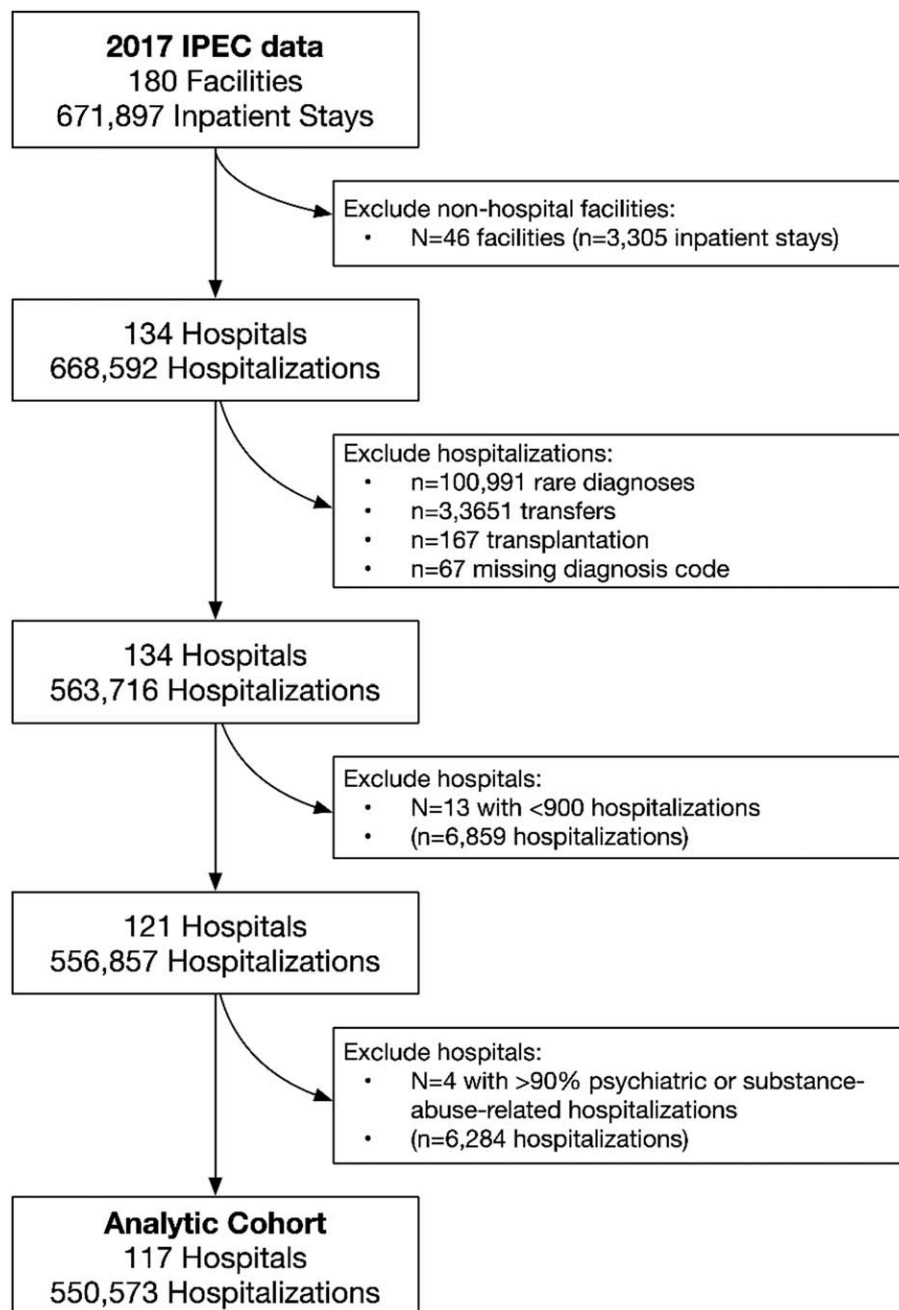 2017 IPEC data
180 Facilities
671,897 Inpatient Stays
Exclude non-hospital facilities:
• N=46 facilities (n=3,305 inpatient stays)
134 Hospitals
668,592 Hospitalizations
Exclude hospitalizations:
• n=100,991 rare diagnoses
• n=3,3651 transfers
• n=167 transplantation
• n=67 missing diagnosis code
134 Hospitals
563,716 Hospitalizations
Exclude hospitals:
• N=13 with <900 hospitalizations
• (n=6,859 hospitalizations)
121 Hospitals
556,857 Hospitalizations
Exclude hospitals:
• N=4 with >90% psychiatric or substance-
abuse-related hospitalizations
• (n=6,284 hospitalizations)
Analytic Cohort
117 Hospitals
550,573 Hospitalizations